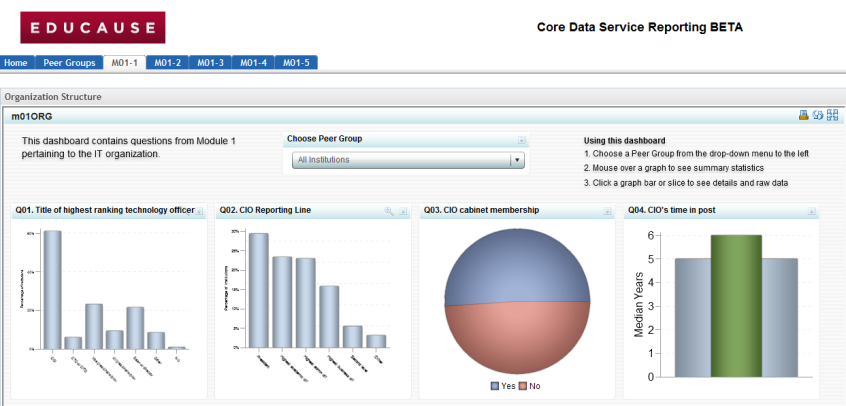 EDUCAUSE
Core Data Service Reporting BETA
Home Peer Groups M01-1 M01-2 M01-3 M01-4 M01-5
Organization Structure
m01ORG
This dashboard contains questions from Module 1
pertaining to the IT organization.
Choose Peer Group
All Institutions
Using this dashboard
1. Choose a Peer Group from the drop-down menu to the left
2. Mouse over a graph to see summary statistics
3. Click a graph bar or slice to see details and raw data
Q01. Title of highest ranking technology officer
Q02. CIO Reporting Line
Q03. CIO cabinet membership
Yes No
Q04. CIO's time in post
Median Years
6
5
4
3
2
1
0